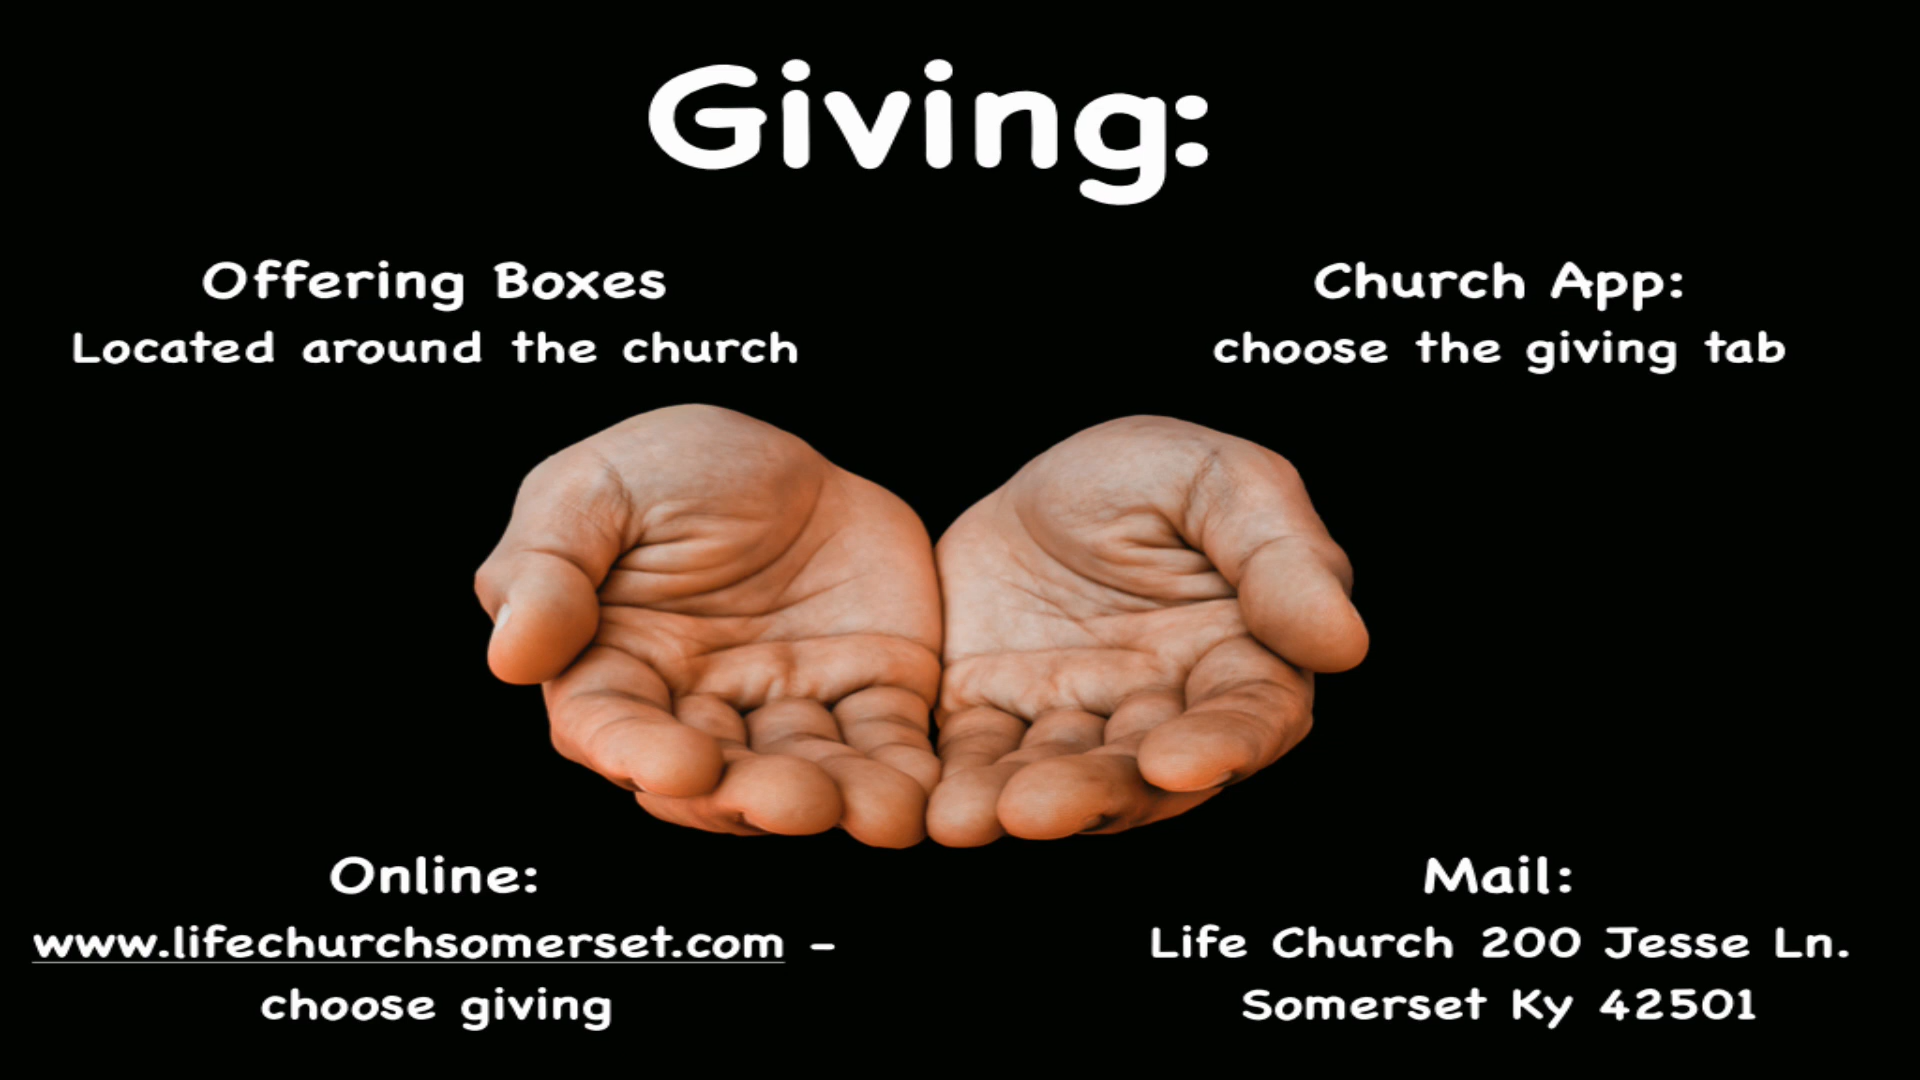 Giving:
Offering Boxes
Located around the church
Church App:
choose the giving tab
Online:
www.lifechurchsomerset.com -
choose giving
Mail:
Life Church 200 Jesse Ln.
Somerset Ky 42501